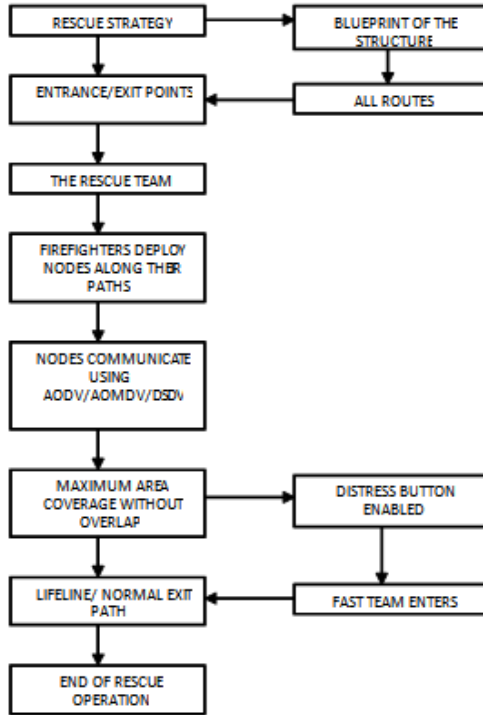 RESCUE STRATEGY
BLUEPRINT OF THE
STRUCTURE
ENTRANCE/EXIT POINTS
ALL ROUTES
THE RESCUE TEAM
FIREFIGHTERS DEPLOY
NODES ALONG THEIR
PATHS
NODES COMMUNICATE
USING
AODV/AOMDV/DSDV
MAXIMUM AREA
COVERAGE WITHOUT
OVERLAP
DISTRESS BUTTON
ENABLED
LIFELINE/ NORMAL EXIT
PATH
FAST TEAM ENTERS
END OF RESCUE
OPERATION